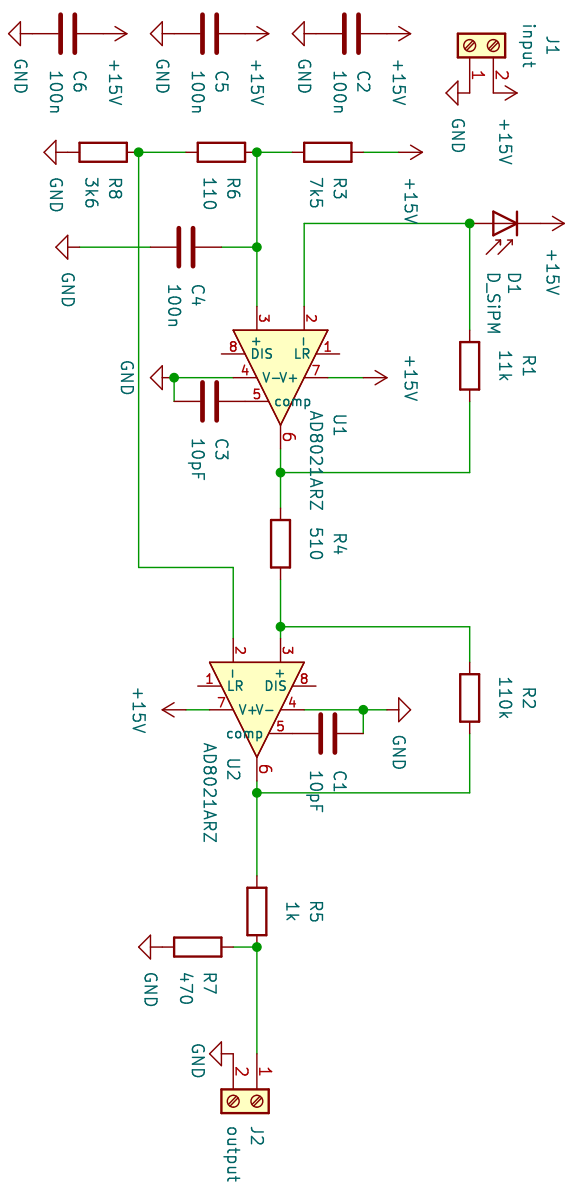 J1
input
1
2
GND
+15V
C2
100n
GND
+15V
C5
100n
GND
+15V
C6
100n
GND
+15V
+15V
D1
D_SiPM
R1
11k
R3
7k5
+15V
R6
110
R8
3k6
GND
C4
100n
GND
3
2
+
-
8
DIS
LR
1
4
V-
V+
7
+15V
5
comp
6
GND
C3
10pF
U1
AD8021ARZ
R4
510
R2
110k
2
3
-
+
1
LR
DIS
8
7
V+
V-
4
+15V
comp
5
6
GND
C1
10pF
U2
AD8021ARZ
R5
1k
R7
470
GND
GND
2
1
J2
output